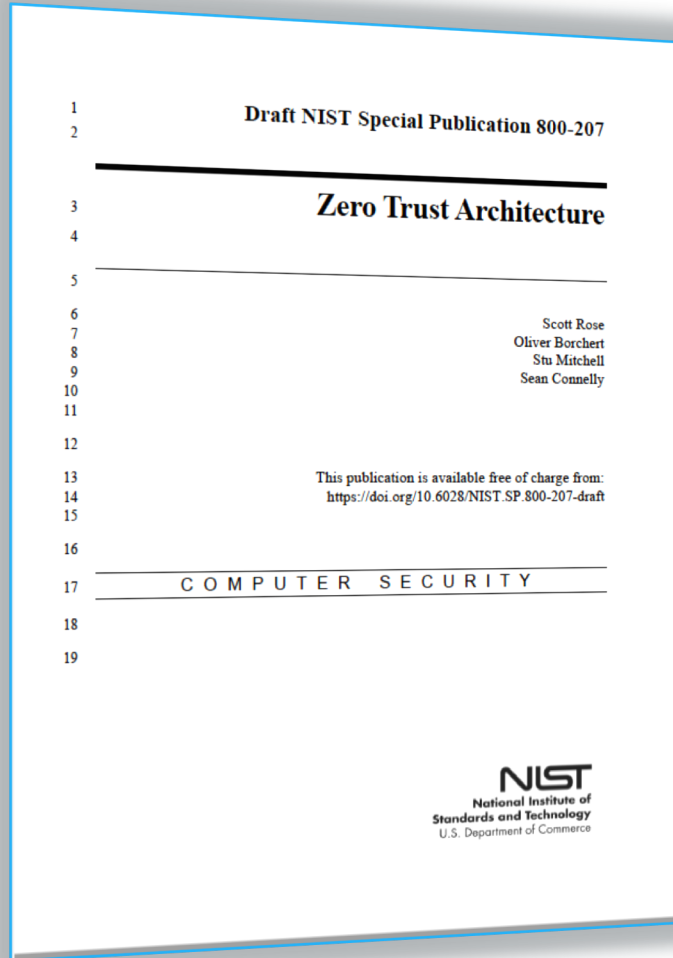 1
2 Draft NIST Special Publication 800-207
3 Zero Trust Architecture
4
5
6 Scott Rose
7 Oliver Borchert
8 Stu Mitchell
9 Sean Connelly
10
11
12
13 This publication is available free of charge from:
14 https://doi.org/10.6028/NIST.SP.800-207-draft
15
16
17 COMPUTER SECURITY
18
19
NIST
National Institute of
Standards and Technology
U.S. Department of Commerce